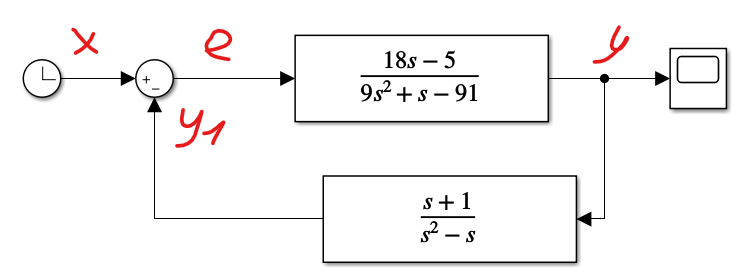 x
e
y
+
−
18s − 5
9s² + s − 91
y1
s + 1
s² − s